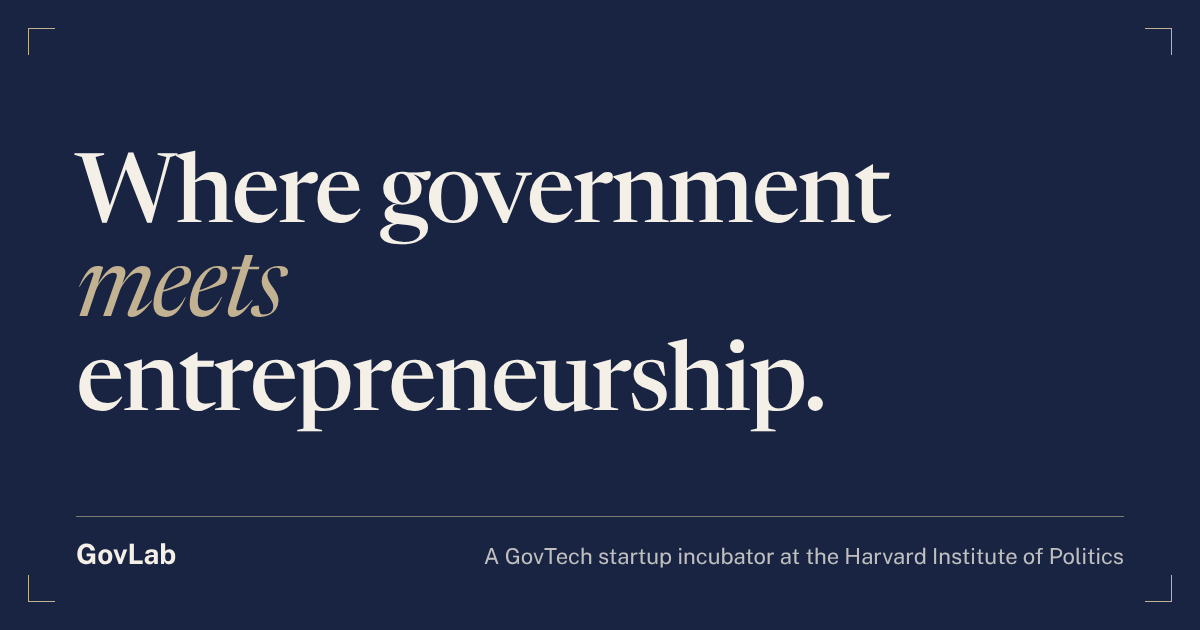 Where government
meets
entrepreneurship.
GovLab
A GovTech startup incubator at the Harvard Institute of Politics